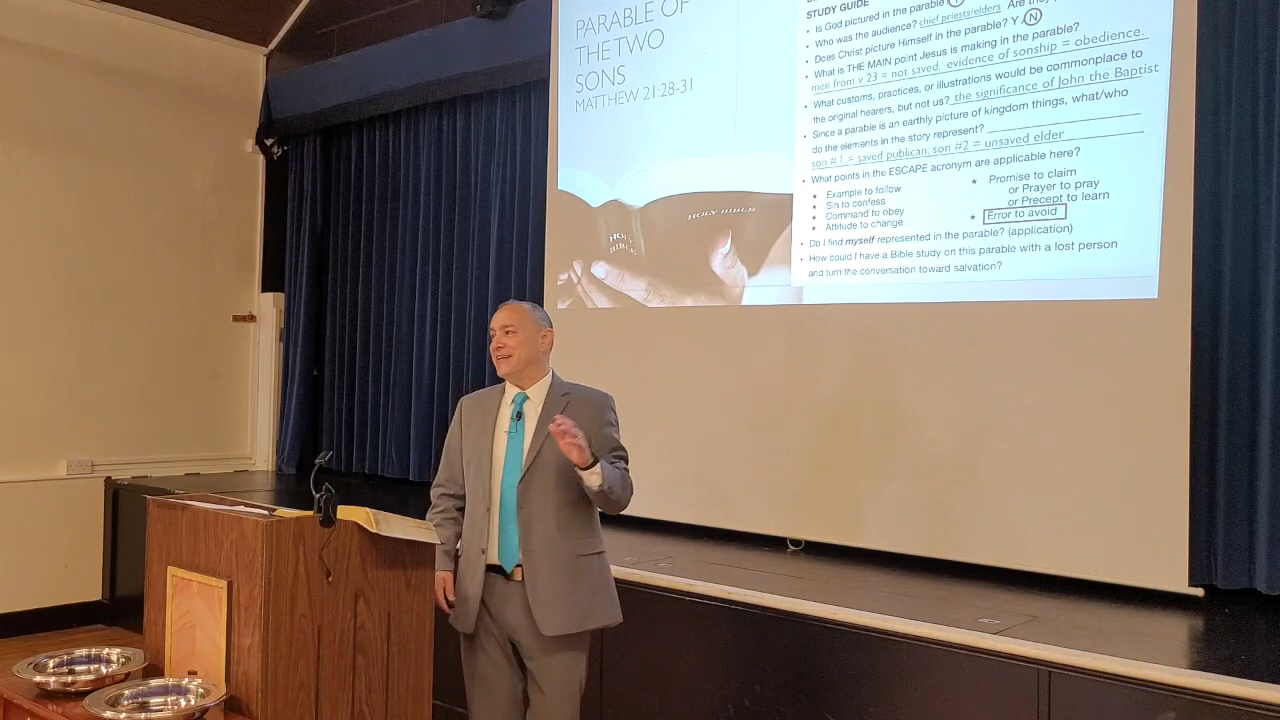 PARABLE OF
THE TWO
SONS
MATTHEW 21:28-31
HOLY BIBLE
HOLY
BIBLE
STUDY GUIDE
• Is God pictured in the parable
• Who was the audience? chief priests/elders Are they
• Does Christ picture Himself in the parable? Y N
• What is THE MAIN point Jesus is making in the parable?
men from v 23 = not saved. evidence of sonship = obedience.
• What customs, practices, or illustrations would be commonplace to
the original hearers, but not us? the significance of John the Baptist
• Since a parable is an earthly picture of kingdom things, what/who
do the elements in the story represent?
son #1 = saved publican; son #2 = unsaved elder
• What points in the ESCAPE acronym are applicable here?
★ Example to follow
★ Sin to confess
★ Command to obey
★ Attitude to change
★ Promise to claim
or Prayer to pray
or Precept to learn
★ Error to avoid
• Do I find myself represented in the parable? (application)
• How could I have a Bible study on this parable with a lost person
and turn the conversation toward salvation?